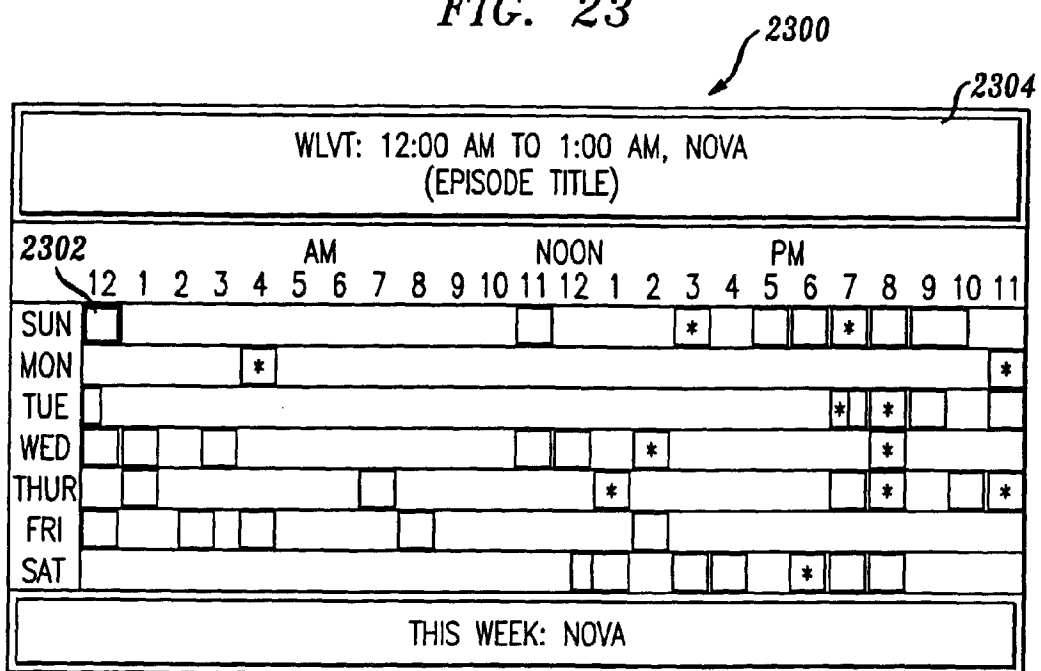 FIG. 23
2300
2304
WLVT: 12:00 AM TO 1:00 AM, NOVA
(EPISODE TITLE)
2302 AM NOON PM
12 1 2 3 4 5 6 7 8 9 10 11 12 1 2 3 4 5 6 7 8 9 10 11
SUN * *
MON * *
TUE * *
WED * *
THUR * * *
FRI
SAT *
THIS WEEK: NOVA